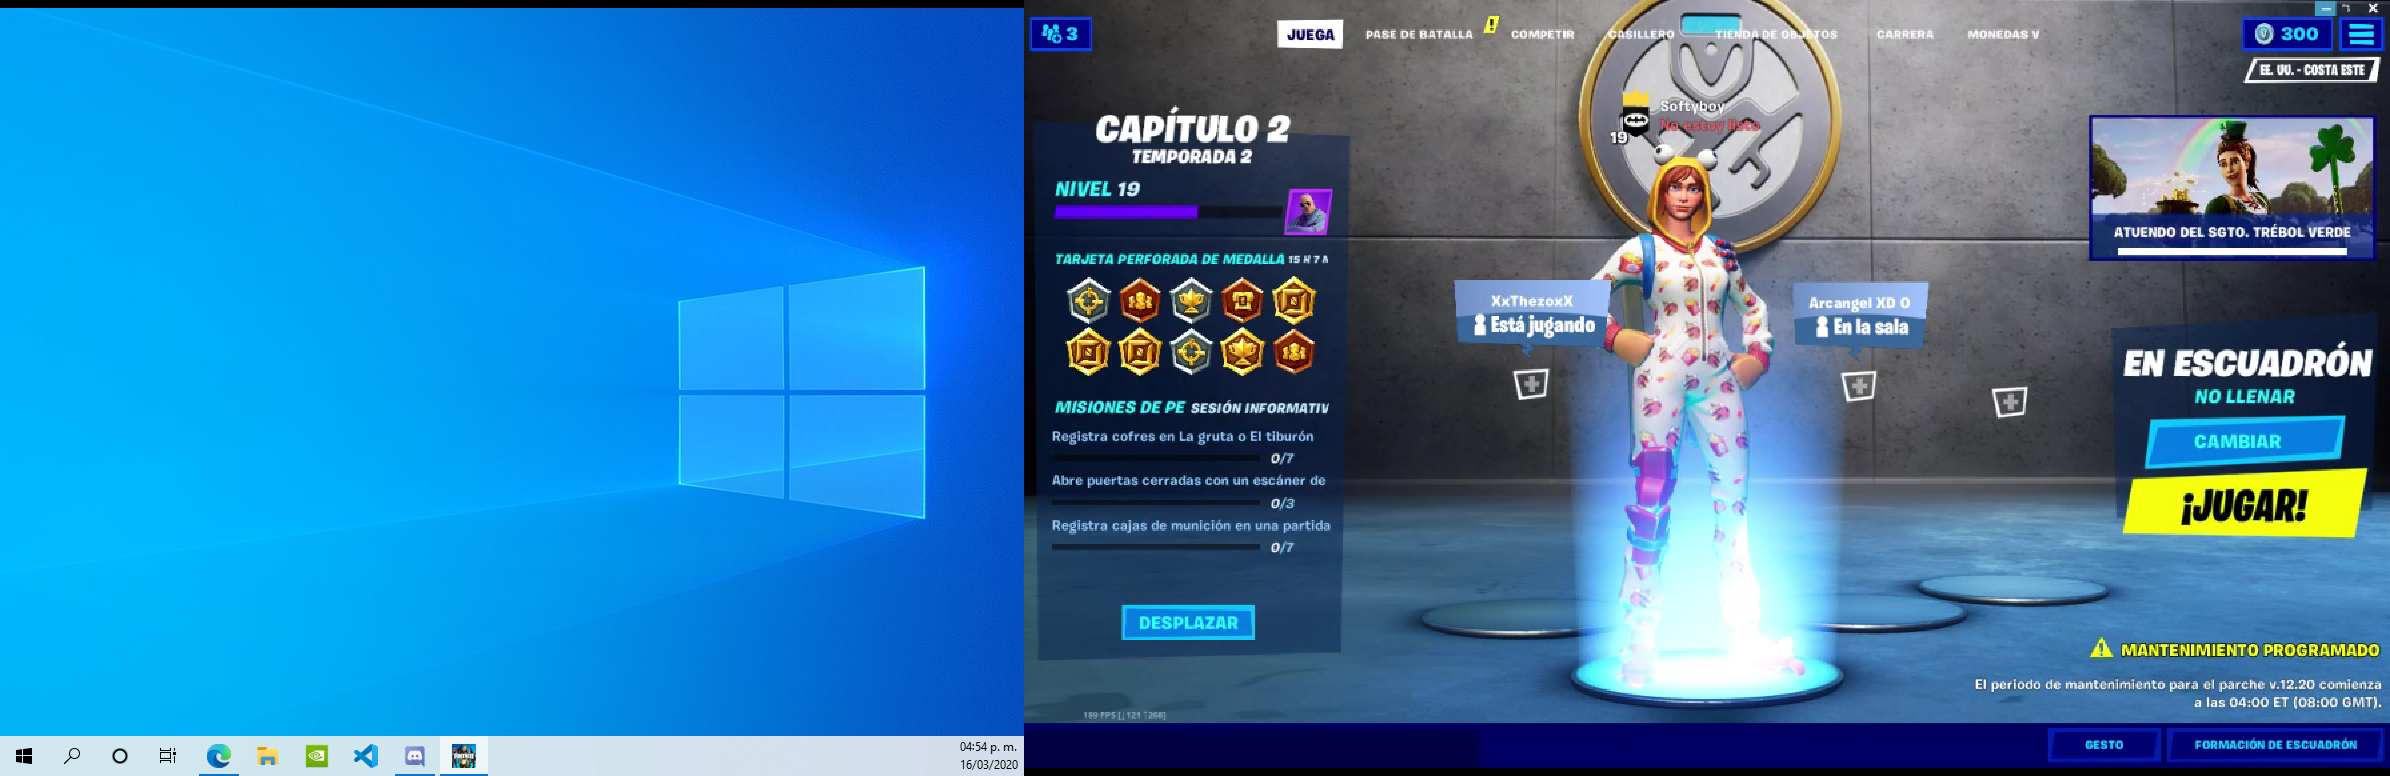 04:54 p. m.
16/03/2020
3
JUEGA
PASE DE BATALLA
!
COMPETIR
CASILLERO
TIENDA DE OBJETOS
CARRERA
MONEDAS V
300
EE. UU. - COSTA ESTE
CAPÍTULO 2
TEMPORADA 2
NIVEL 19
TARJETA PERFORADA DE MEDALLA 15 H 7
MISIONES DE PE SESIÓN INFORMATIV
Registra cofres en La gruta o El tiburón
0/7
Abre puertas cerradas con un escáner de
0/3
Registra cajas de munición en una partida
0/7
DESPLAZAR
189 FPS [↓ 121 ↑268]
Softyboy
No estoy listo
19
XxThezoxX
Está jugando
Arcangel XD O
En la sala
ATUENDO DEL SGTO. TRÉBOL VERDE
EN ESCUADRÓN
NO LLENAR
CAMBIAR
¡JUGAR!
MANTENIMIENTO PROGRAMADO
El periodo de mantenimiento para el parche v.12.20 comienza
a las 04:00 ET (08:00 GMT).
GESTO
FORMACIÓN DE ESCUADRÓN